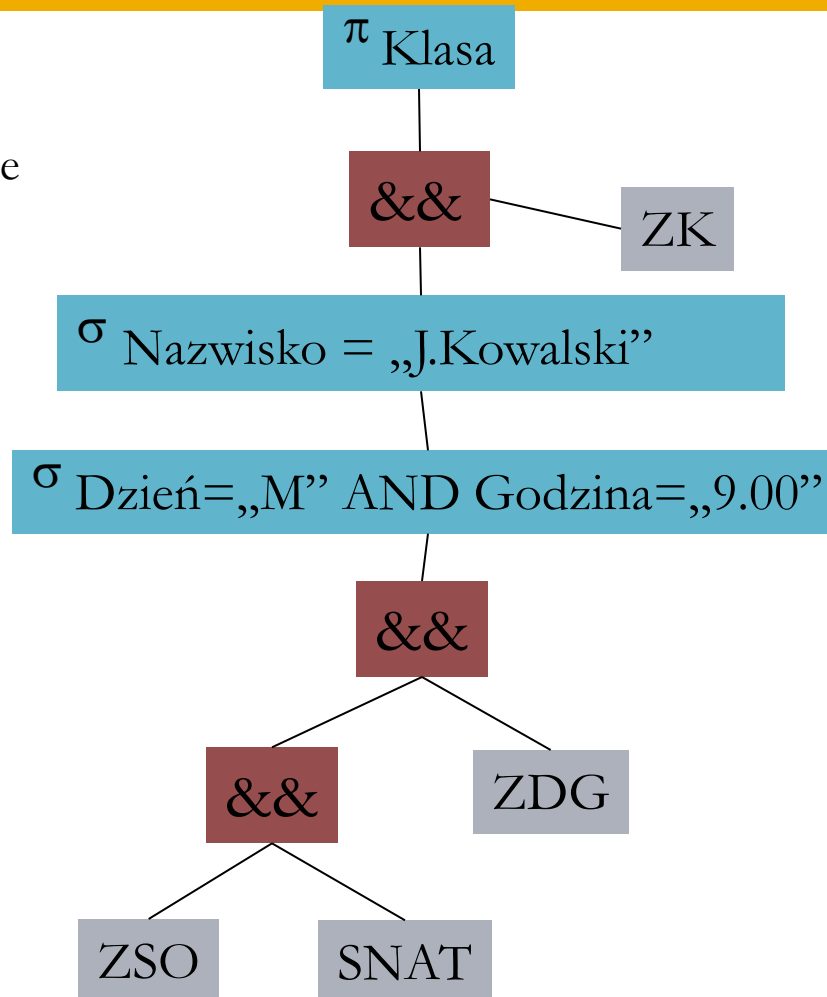 π Klasa
e
&&
ZK
σ Nazwisko = „J.Kowalski”
σ Dzień=„M” AND Godzina=„9.00”
&&
&&
ZDG
ZSO
SNAT